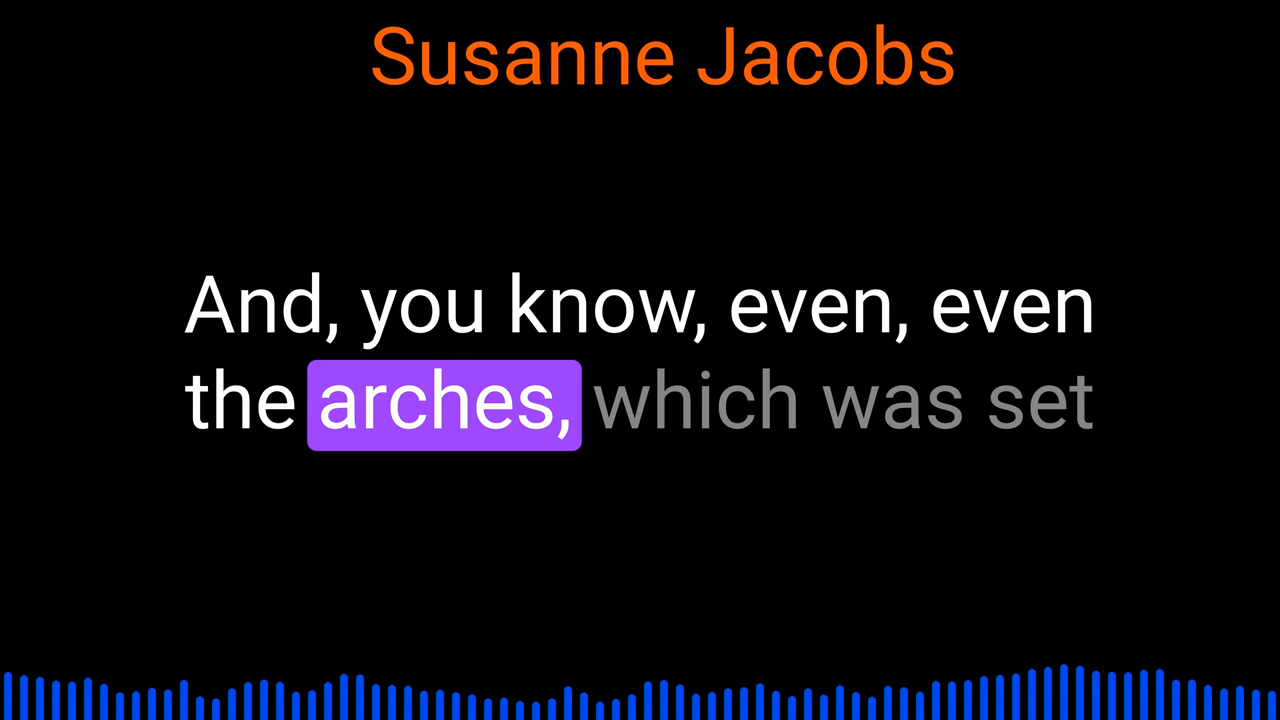 Susanne Jacobs
And, you know, even, even
the arches, which was set